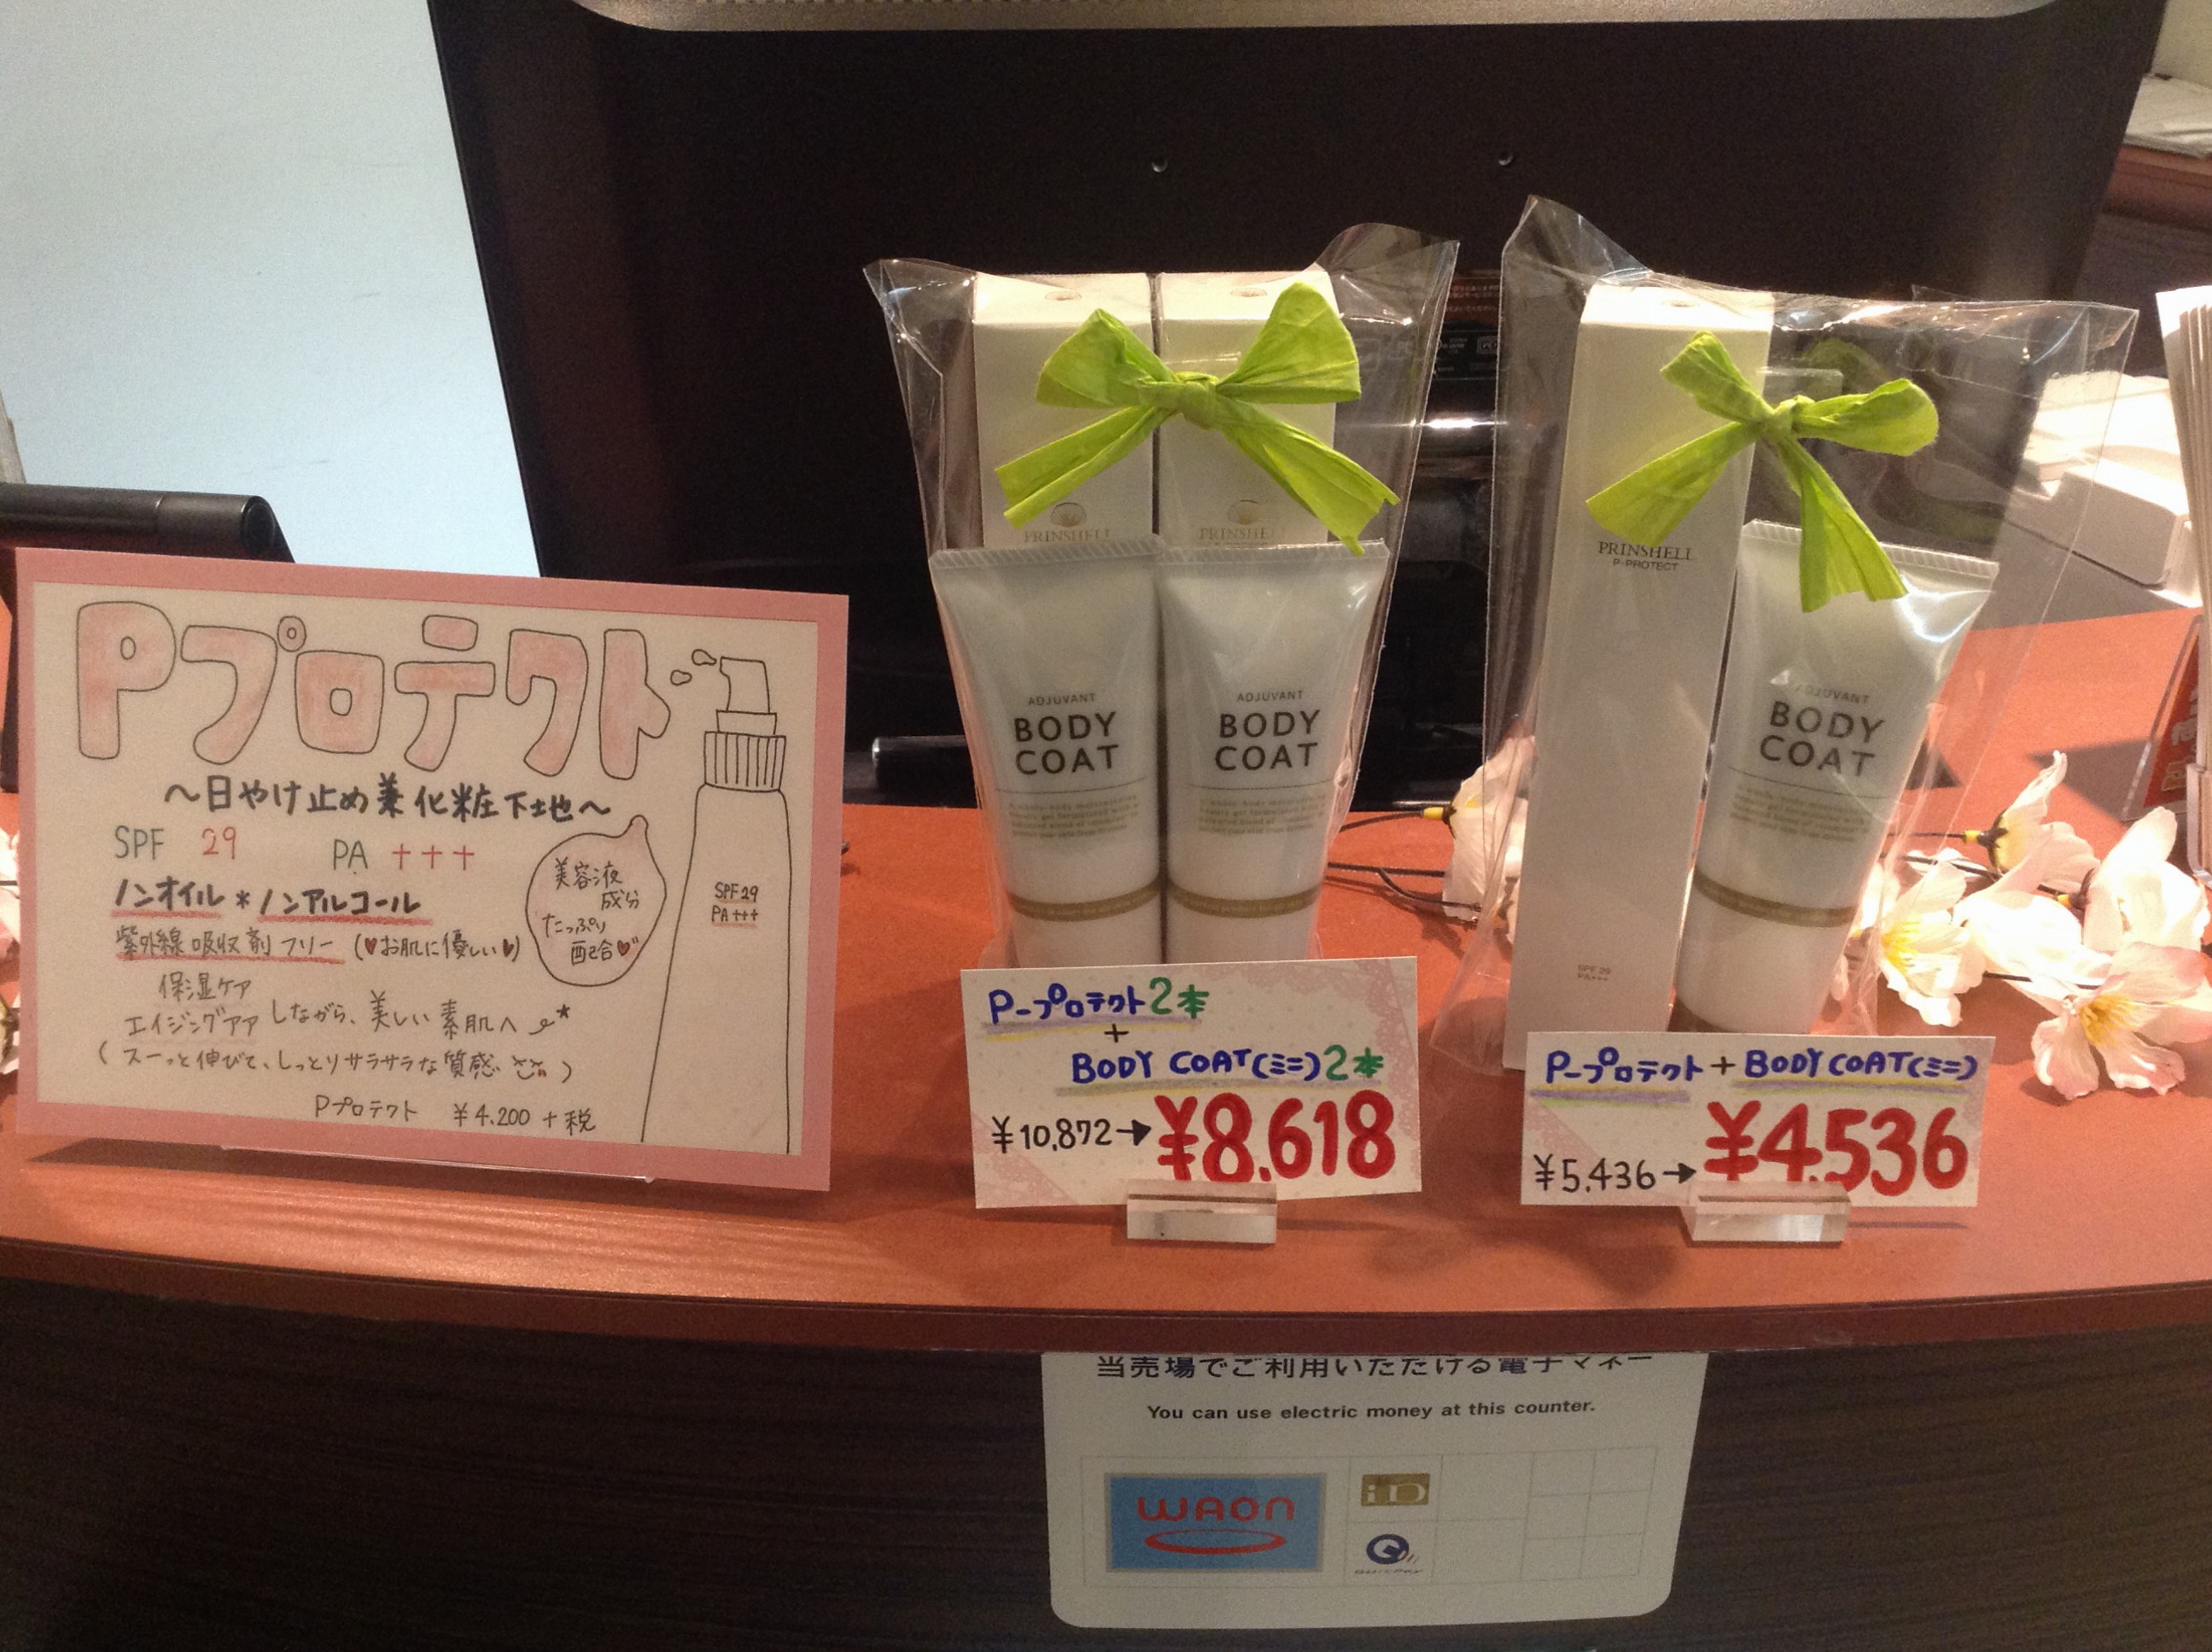 Pプロテクト
～日やけ止め兼化粧下地～
SPF 29 PA +++
ノンオイル*ノンアルコール
紫外線吸収剤フリー(♥お肌に優しい♥)
保湿ケア
エイジングケア しながら、美しい素肌へ
(スーっと伸びて、しっとりサラサラな質感 )
Pプロテクト ¥4.200+税
美容液
成分
たっぷり
配合♥
SPF29
PA+++
PRINSHELL
PRINSHELL
ADJUVANT
BODY
COAT
ADJUVANT
BODY
COAT
P-プロテクト2本
+
BODY COAT(ミニ)2本
¥10,872→¥8,618
PRINSHELL
P-PROTECT
SPF 29
PA+++
ADJUVANT
BODY
COAT
P-プロテクト+BODY COAT(ミニ)
¥5,436→¥4,536
当売場でご利用いただける電子マネー
You can use electric money at this counter.
WAON
iD
QUICPay